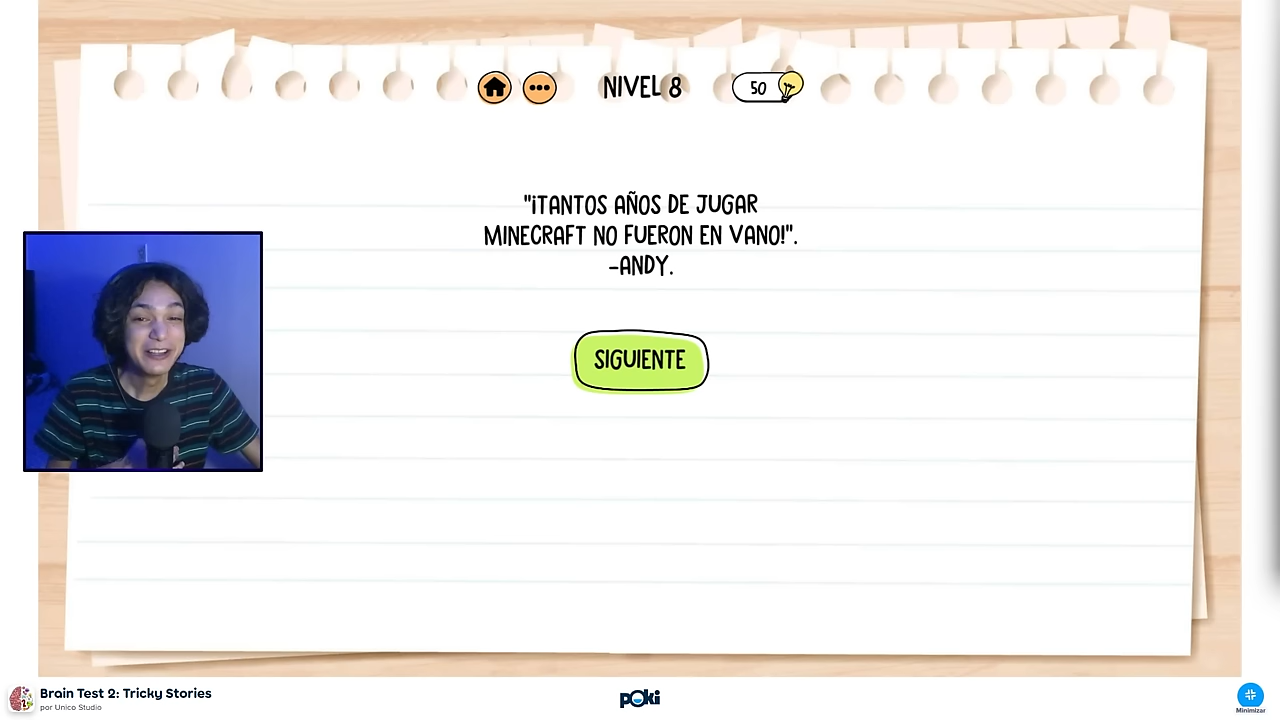 NIVEL 8
50
"¡TANTOS AÑOS DE JUGAR
MINECRAFT NO FUERON EN VANO!".
-ANDY.
SIGUIENTE
Brain Test 2: Tricky Stories
por Unico Studio
poki
Minimizar